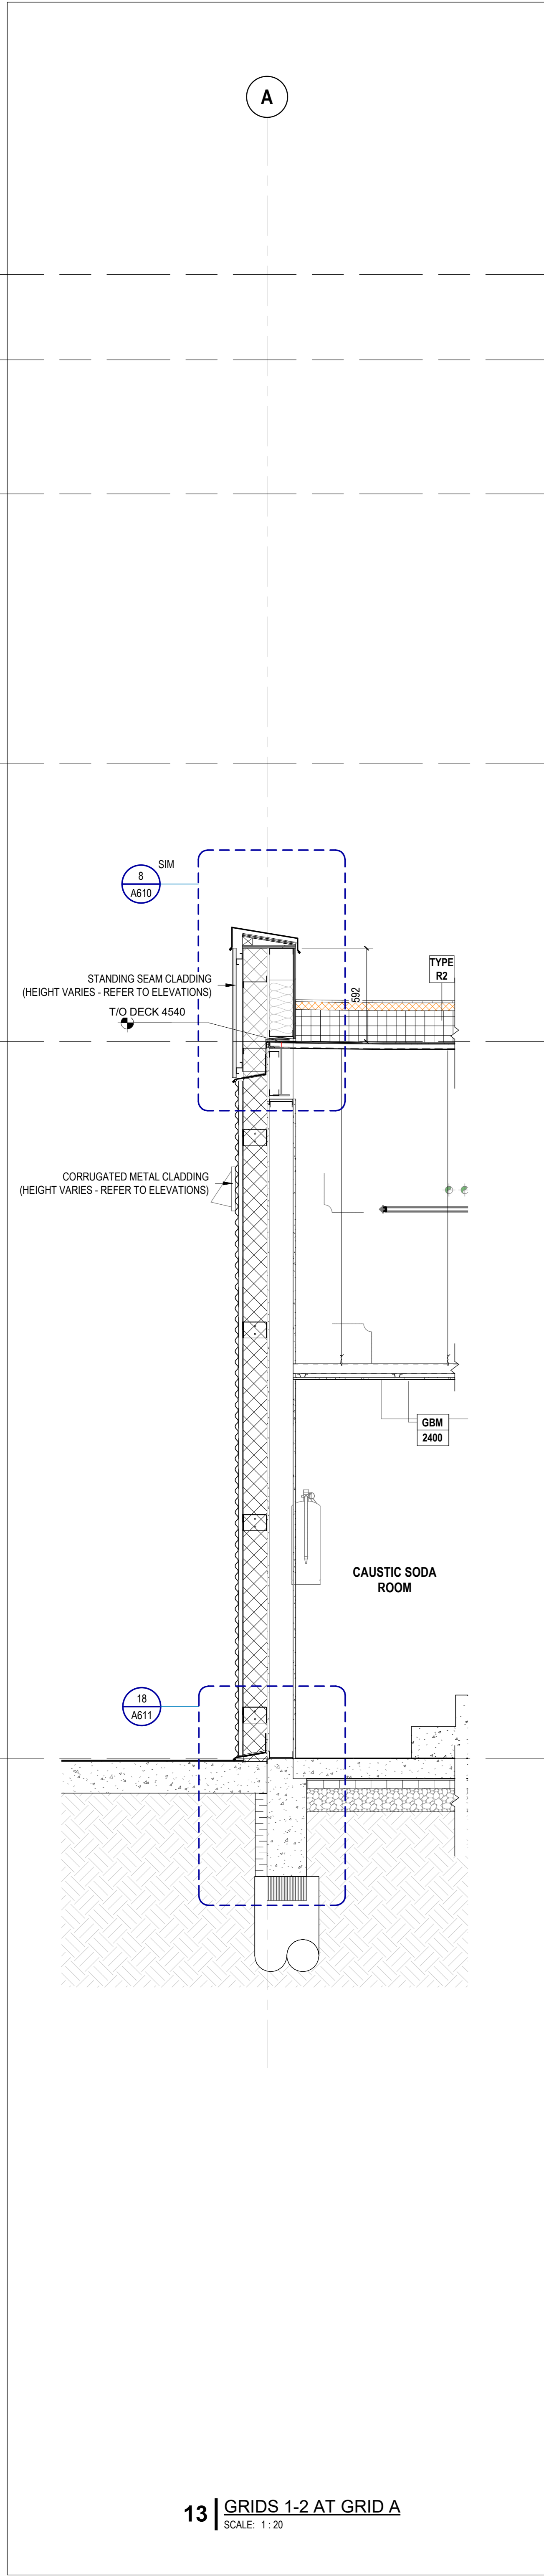 A
SIM
8
A610
STANDING SEAM CLADDING
(HEIGHT VARIES - REFER TO ELEVATIONS)
T/O DECK 4540
TYPE
R2
592
CORRUGATED METAL CLADDING
(HEIGHT VARIES - REFER TO ELEVATIONS)
GBM
2400
CAUSTIC SODA
ROOM
18
A611
13
GRIDS 1-2 AT GRID A
SCALE: 1 : 20